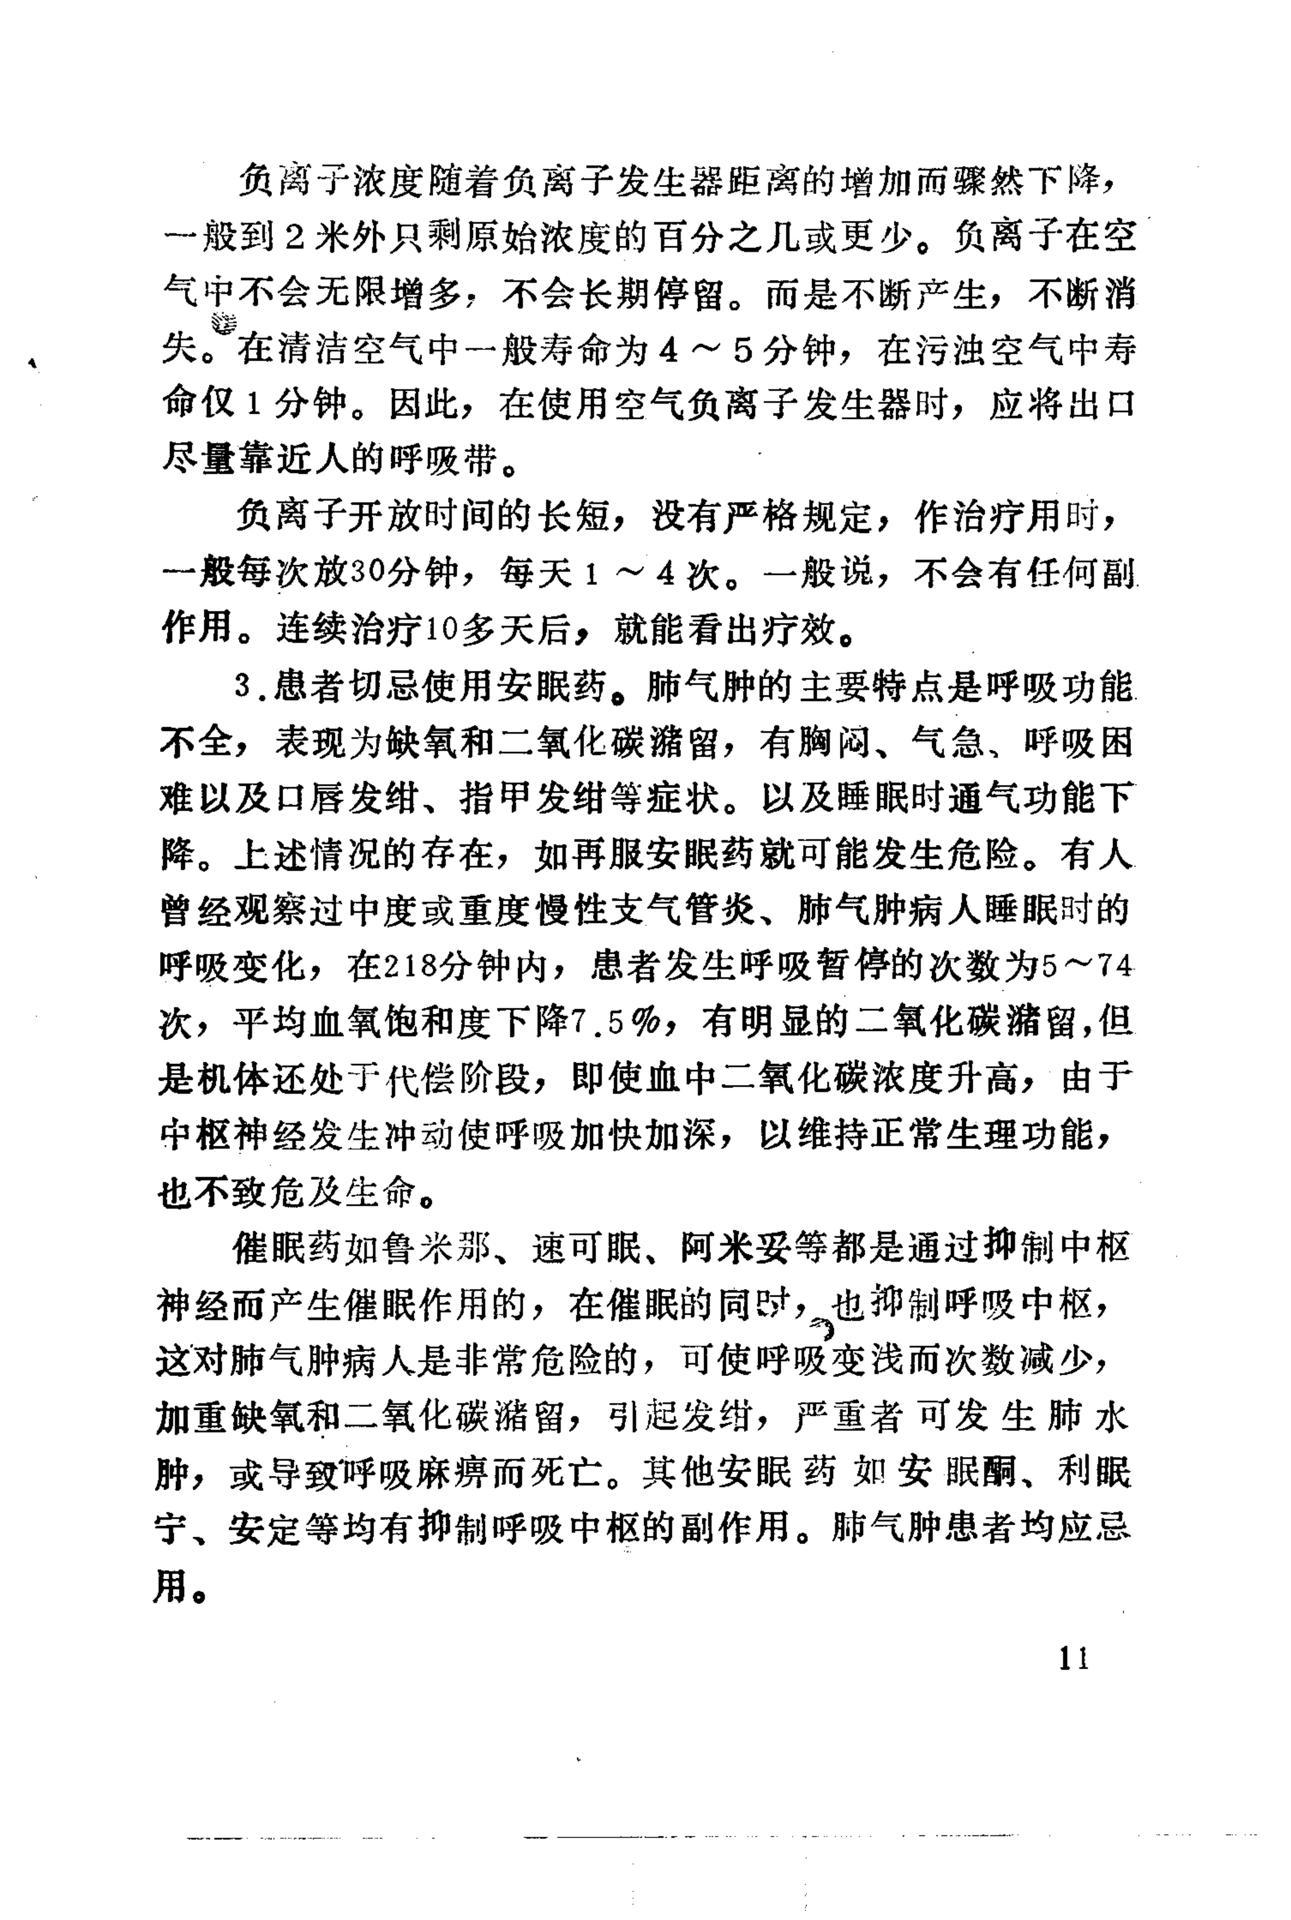 负离子浓度随着负离子发生器距离的增加而骤然下降，
一般到2米外只剩原始浓度的百分之几或更少。负离子在空
气中不会无限增多，不会长期停留。而是不断产生，不断消
失。在清洁空气中一般寿命为4～5分钟，在污浊空气中寿
命仅1分钟。因此，在使用空气负离子发生器时，应将出口
尽量靠近人的呼吸带。
负离子开放时间的长短，没有严格规定，作治疗用时，
一般每次放30分钟，每天1～4次。一般说，不会有任何副
作用。连续治疗10多天后，就能看出疗效。
3.患者切忌使用安眠药。肺气肿的主要特点是呼吸功能
不全，表现为缺氧和二氧化碳潴留，有胸闷、气急、呼吸困
难以及口唇发绀、指甲发绀等症状。以及睡眠时通气功能下
降。上述情况的存在，如再服安眠药就可能发生危险。有人
曾经观察过中度或重度慢性支气管炎、肺气肿病人睡眠时的
呼吸变化，在218分钟内，患者发生呼吸暂停的次数为5～74
次，平均血氧饱和度下降7.5%，有明显的二氧化碳潴留，但
是机体还处于代偿阶段，即使血中二氧化碳浓度升高，由于
中枢神经发生冲动使呼吸加快加深，以维持正常生理功能，
也不致危及生命。
催眠药如鲁米那、速可眠、阿米妥等都是通过抑制中枢
神经而产生催眠作用的，在催眠的同时，也抑制呼吸中枢，
这对肺气肿病人是非常危险的，可使呼吸变浅而次数减少，
加重缺氧和二氧化碳潴留，引起发绀，严重者可发生肺水
肿，或导致呼吸麻痹而死亡。其他安眠药如安眠酮、利眠
宁、安定等均有抑制呼吸中枢的副作用。肺气肿患者均应忌
用。
11